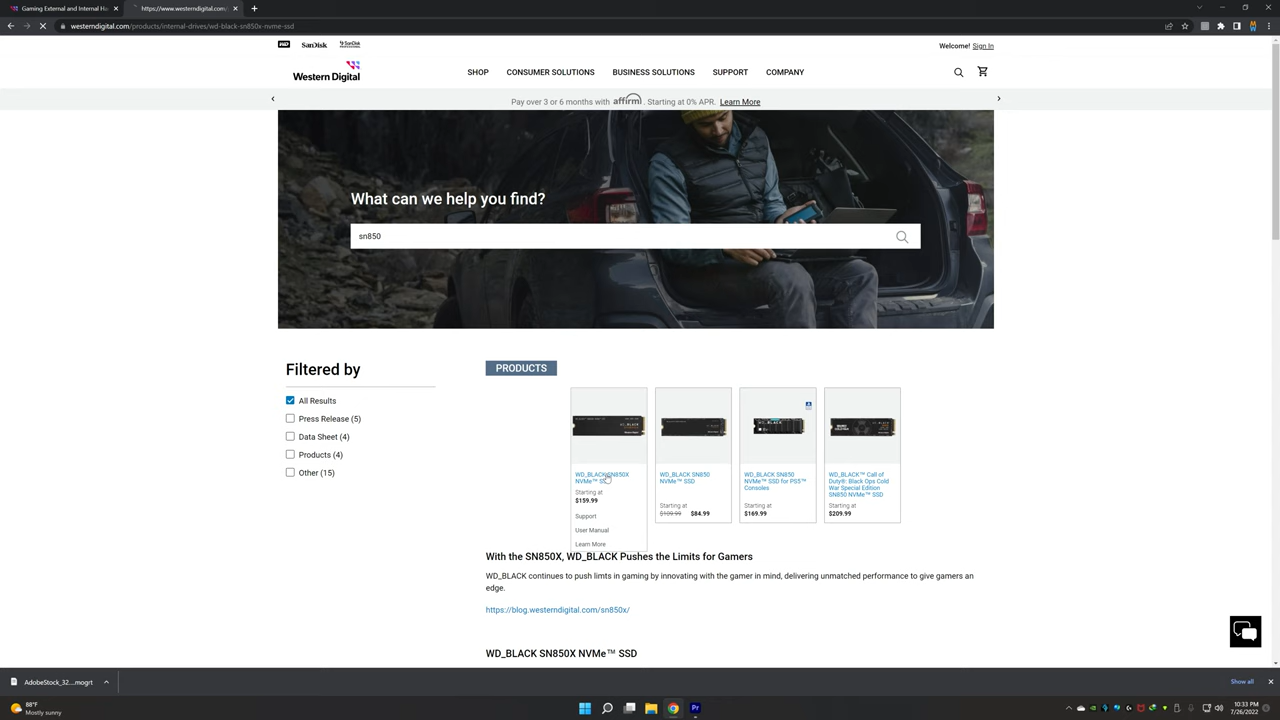 Gaming External and Internal Ha
https://www.westerndigital.com/
westerndigital.com/products/internal-drives/wd-black-sn850x-nvme-ssd
SanDisk
SanDisk
PROFESSIONAL
Welcome! Sign In
Western Digital
SHOP CONSUMER SOLUTIONS BUSINESS SOLUTIONS SUPPORT COMPANY
Pay over 3 or 6 months with affirm. Starting at 0% APR. Learn More
What can we help you find?
sn850
Filtered by
All Results
Press Release (5)
Data Sheet (4)
Products (4)
Other (15)
PRODUCTS
WD_BLACK SN850X
NVMe™ SSD
Starting at
$159.99
Support
User Manual
Learn More
WD_BLACK SN850
NVMe™ SSD
Starting at
$109.99 $84.99
WD_BLACK SN850
NVMe™ SSD for PS5™
Consoles
Starting at
$169.99
WD_BLACK™ Call of
Duty®: Black Ops Cold
War Special Edition
SN850 NVMe™ SSD
Starting at
$209.99
With the SN850X, WD_BLACK Pushes the Limits for Gamers
WD_BLACK continues to push limts in gaming by innovating with the gamer in mind, delivering unmatched performance to give gamers an
edge.
https://blog.westerndigital.com/sn850x/
WD_BLACK SN850X NVMe™ SSD
AdobeStock_32....mogrt
Show all
88°F
Mostly sunny
10:33 PM
7/26/2022